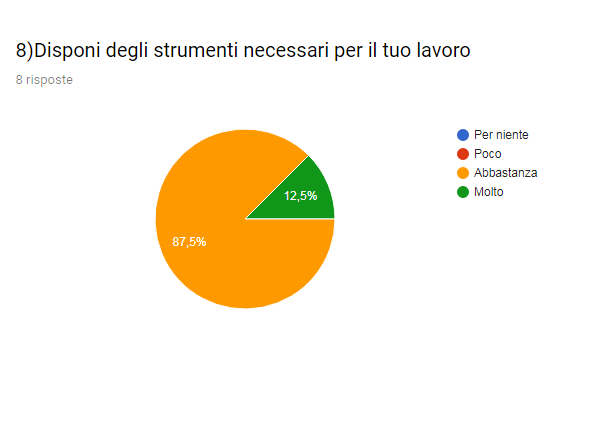 8)Disponi degli strumenti necessari per il tuo lavoro
8 risposte
Per niente
Poco
Abbastanza
Molto
12,5%
87,5%